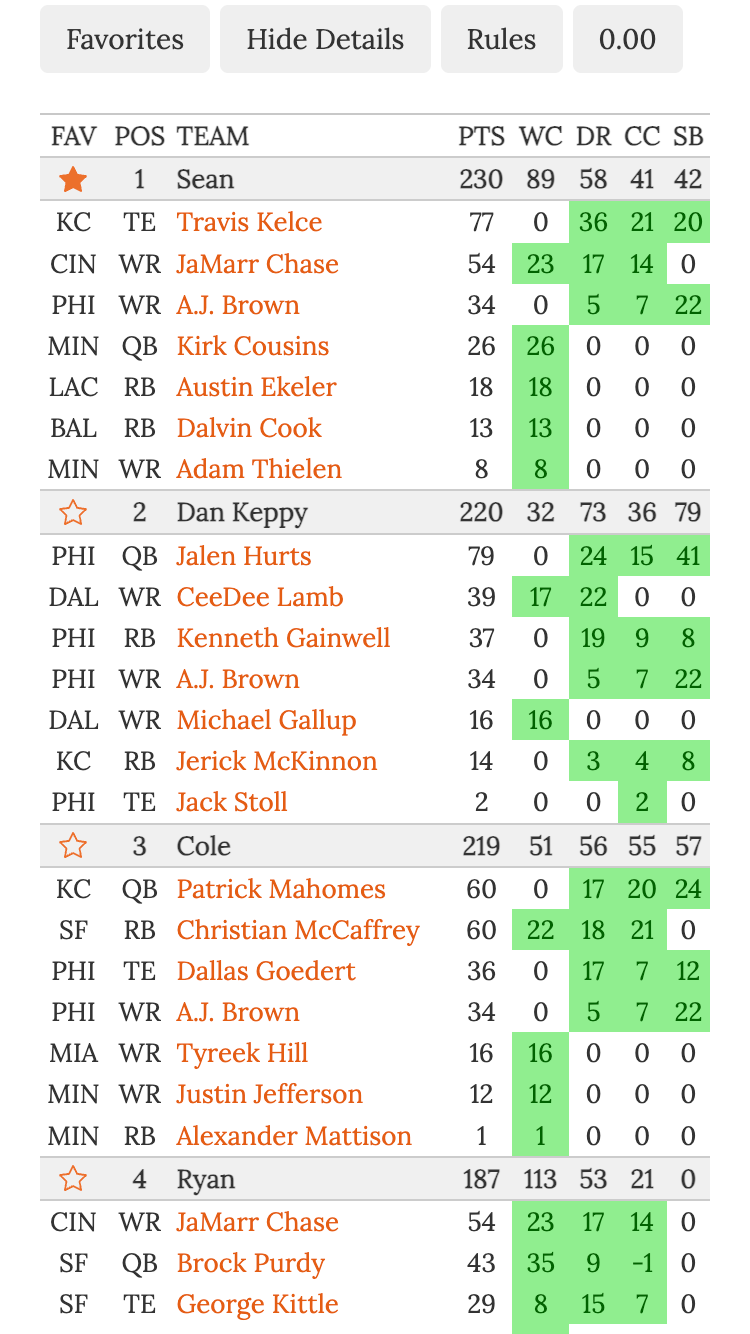 Favorites Hide Details Rules 0.00
FAV POS TEAM PTS WC DR CC SB
1 Sean 230 89 58 41 42
KC TE Travis Kelce 77 0 36 21 20
CIN WR JaMarr Chase 54 23 17 14 0
PHI WR A.J. Brown 34 0 5 7 22
MIN QB Kirk Cousins 26 26 0 0 0
LAC RB Austin Ekeler 18 18 0 0 0
BAL RB Dalvin Cook 13 13 0 0 0
MIN WR Adam Thielen 8 8 0 0 0
2 Dan Keppy 220 32 73 36 79
PHI QB Jalen Hurts 79 0 24 15 41
DAL WR CeeDee Lamb 39 17 22 0 0
PHI RB Kenneth Gainwell 37 0 19 9 8
PHI WR A.J. Brown 34 0 5 7 22
DAL WR Michael Gallup 16 16 0 0 0
KC RB Jerick McKinnon 14 0 3 4 8
PHI TE Jack Stoll 2 0 0 2 0
3 Cole 219 51 56 55 57
KC QB Patrick Mahomes 60 0 17 20 24
SF RB Christian McCaffrey 60 22 18 21 0
PHI TE Dallas Goedert 36 0 17 7 12
PHI WR A.J. Brown 34 0 5 7 22
MIA WR Tyreek Hill 16 16 0 0 0
MIN WR Justin Jefferson 12 12 0 0 0
MIN RB Alexander Mattison 1 1 0 0 0
4 Ryan 187 113 53 21 0
CIN WR JaMarr Chase 54 23 17 14 0
SF QB Brock Purdy 43 35 9 -1 0
SF TE George Kittle 29 8 15 7 0